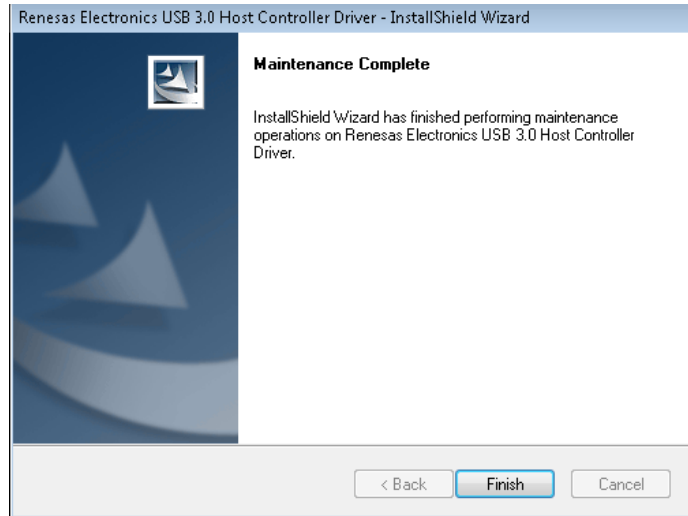 Renesas Electronics USB 3.0 Host Controller Driver - InstallShield Wizard
Maintenance Complete
InstallShield Wizard has finished performing maintenance
operations on Renesas Electronics USB 3.0 Host Controller
Driver.
< Back
Finish
Cancel